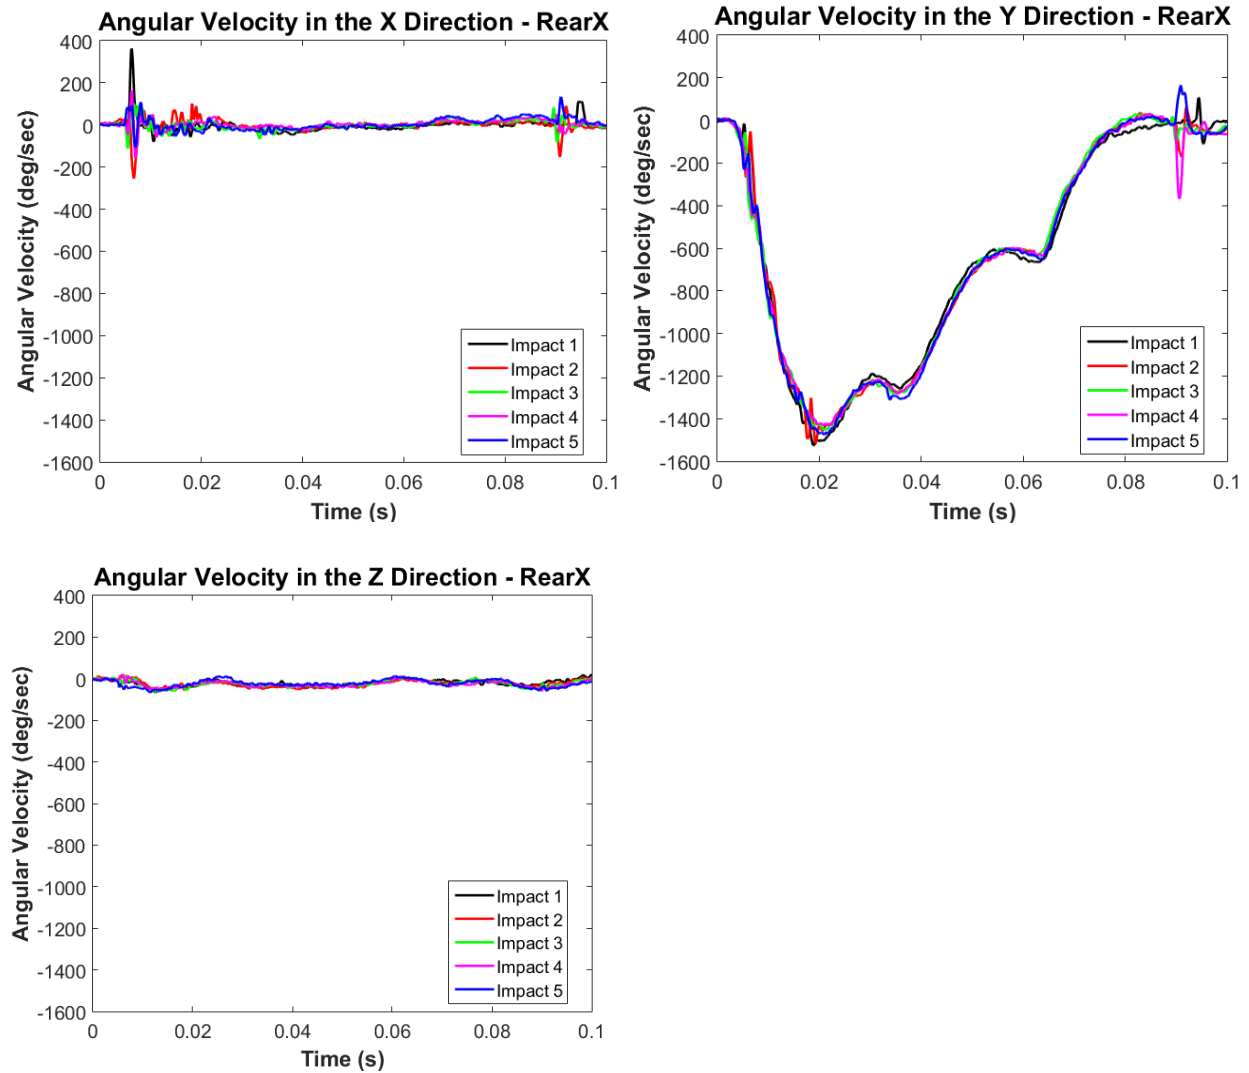 Angular Velocity in the X Direction - RearX
Angular Velocity (deg/sec)
400
200
0
-200
-400
-600
-800
-1000
-1200
-1400
-1600
0
0.02
0.04
0.06
0.08
0.1
Time (s)
Impact 1
Impact 2
Impact 3
Impact 4
Impact 5
Angular Velocity in the Y Direction - RearX
Angular Velocity (deg/sec)
400
200
0
-200
-400
-600
-800
-1000
-1200
-1400
-1600
0
0.02
0.04
0.06
0.08
0.1
Time (s)
Impact 1
Impact 2
Impact 3
Impact 4
Impact 5
Angular Velocity in the Z Direction - RearX
Angular Velocity (deg/sec)
400
200
0
-200
-400
-600
-800
-1000
-1200
-1400
-1600
0
0.02
0.04
0.06
0.08
0.1
Time (s)
Impact 1
Impact 2
Impact 3
Impact 4
Impact 5